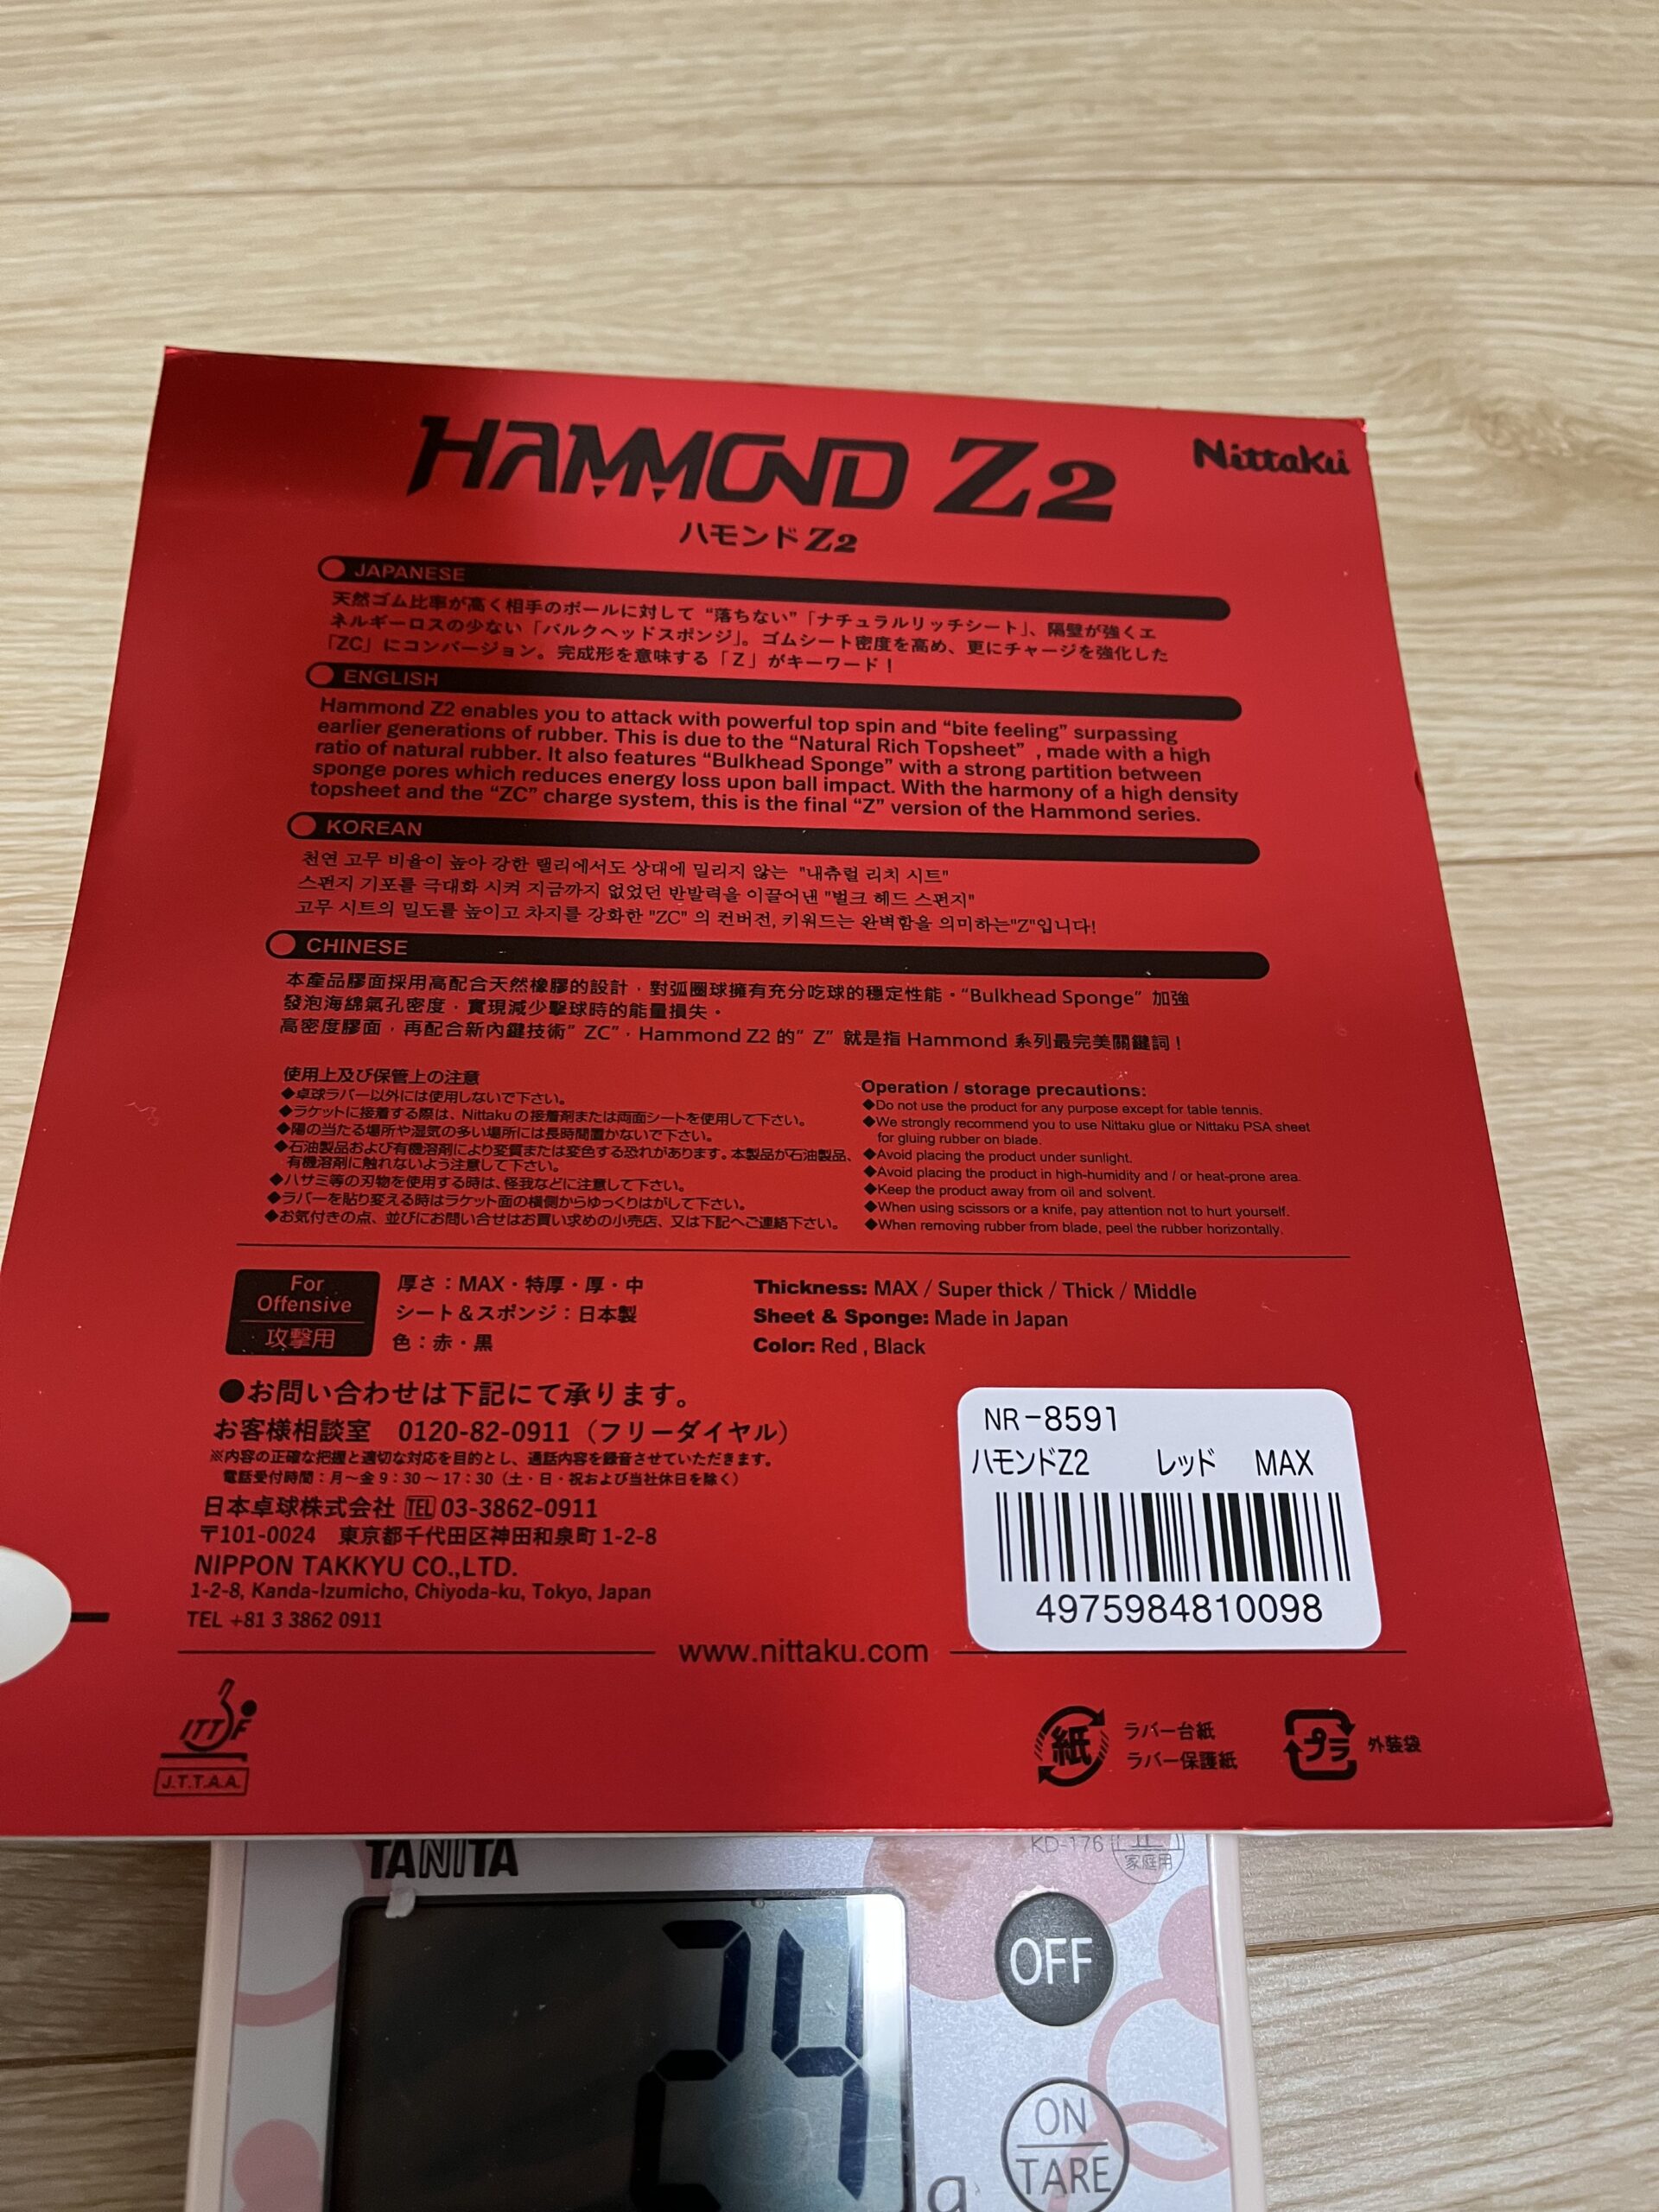 HAMMOND Z2
Nittaku
ハモンドZ2
JAPANESE
天然ゴム比率が高く相手のボールに対して “落ちない”「ナチュラルリッチシート」、隔壁が強くエ
ネルギーロスの少ない「バルクヘッドスポンジ」。ゴムシート密度を高め、更にチャージを強化した
「ZC」にコンバージョン。完成形を意味する「Z」がキーワード！
ENGLISH
Hammond Z2 enables you to attack with powerful top spin and “bite feeling” surpassing
earlier generations of rubber. This is due to the “Natural Rich Topsheet” , made with a high
ratio of natural rubber. It also features “Bulkhead Sponge” with a strong partition between
sponge pores which reduces energy loss upon ball impact. With the harmony of a high density
topsheet and the “ZC” charge system, this is the final “Z” version of the Hammond series.
KOREAN
천연 고무 비율이 높아 강한 랠리에서도 상대에 밀리지 않는 "내츄럴 리치 시트"
스펀지 기포를 극대화 시켜 지금까지 없었던 반발력을 이끌어낸 "벌크 헤드 스펀지"
고무 시트의 밀도를 높이고 차지를 강화한 "ZC" 의 컨버전, 키워드는 완벽함을 의미하는"Z"입니다!
CHINESE
本產品膠面採用高配合天然橡膠的設計，對弧圈球擁有充分吃球的穩定性能。“Bulkhead Sponge” 加強
發泡海綿氣孔密度，實現減少擊球時的能量損失。
高密度膠面，再配合新內鍵技術” ZC”，Hammond Z2 的” Z” 就是指 Hammond 系列最完美關鍵詞！
使用上及び保管上の注意
◆卓球ラバー以外には使用しないで下さい。
◆ラケットに接着する際は、Nittakuの接着剤または両面シートを使用して下さい。
◆陽の当たる場所や湿気の多い場所には長時間置かないで下さい。
◆石油製品および有機溶剤により変質または変色する恐れがあります。本製品が石油製品、
有機溶剤に触れないよう注意して下さい。
◆ハサミ等の刃物を使用する時は、怪我などに注意して下さい。
◆ラバーを貼り変える時はラケット面の横側からゆっくりはがして下さい。
◆お気付きの点、並びにお問い合せはお買い求めの小売店、又は下記へご連絡下さい。
Operation / storage precautions:
◆Do not use the product for any purpose except for table tennis.
◆We strongly recommend you to use Nittaku glue or Nittaku PSA sheet
for gluing rubber on blade.
◆Avoid placing the product under sunlight.
◆Avoid placing the product in high-humidity and / or heat-prone area.
◆Keep the product away from oil and solvent.
◆When using scissors or a knife, pay attention not to hurt yourself.
◆When removing rubber from blade, peel the rubber horizontally.
For
Offensive
攻撃用
厚さ：MAX・特厚・厚・中
シート＆スポンジ：日本製
色：赤・黒
Thickness: MAX / Super thick / Thick / Middle
Sheet & Sponge: Made in Japan
Color: Red , Black
●お問い合わせは下記にて承ります。
お客様相談室 0120-82-0911（フリーダイヤル）
※内容の正確な把握と適切な対応を目的とし、通話内容を録音させていただきます。
電話受付時間：月～金 9：30 ～ 17：30（土・日・祝および当社休日を除く）
日本卓球株式会社 TEL 03-3862-0911
〒101-0024 東京都千代田区神田和泉町 1-2-8
NIPPON TAKKYU CO.,LTD.
1-2-8, Kanda-Izumicho, Chiyoda-ku, Tokyo, Japan
TEL +81 3 3862 0911
NR-8591
ハモンドZ2 レッド MAX
4975984810098
www.nittaku.com
ITTF
J.T.T.A.A.
紙
ラバー台紙
ラバー保護紙
プラ
外装袋
TANITA
KD-176
家庭用
24
g
OFF
ON
TARE